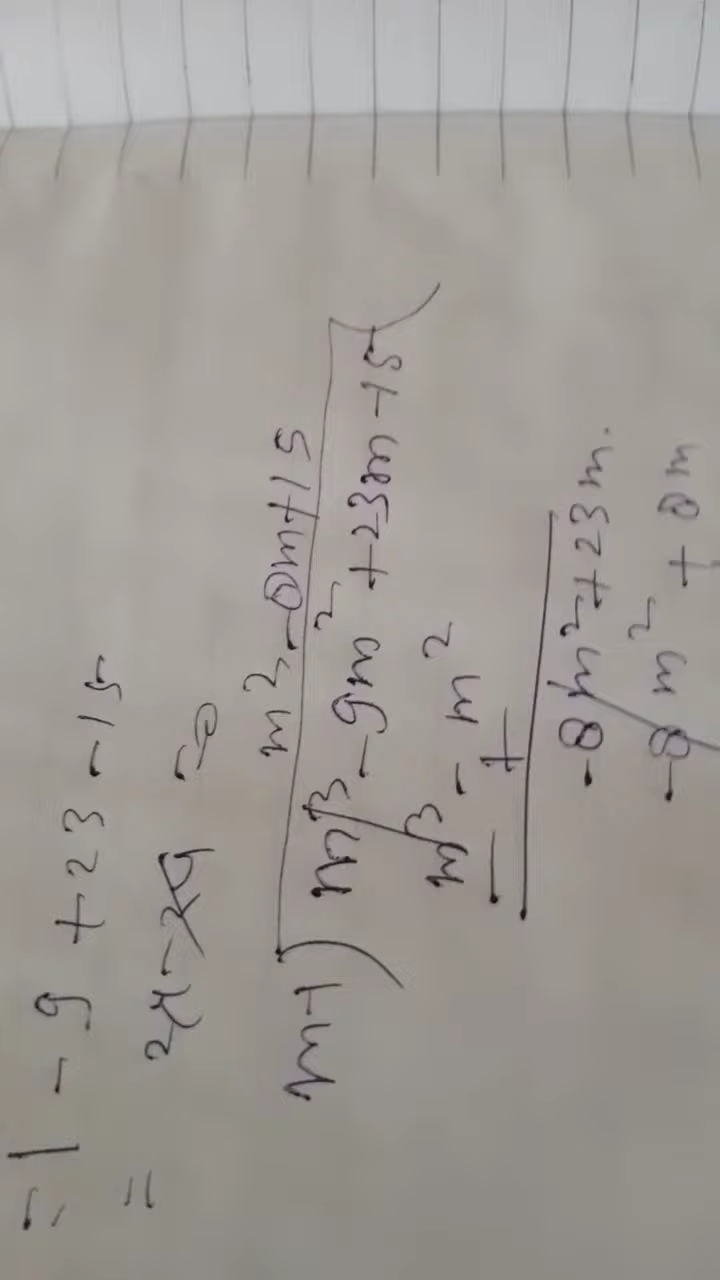 = 1 - 9 + 23 - 15
= 24 - 24 = 0
m² - 8m + 15
m-1) m³ - 9m² + 23m - 15 (
m³ - m²
- +
-8m² + 23m.
-8m² + 8m